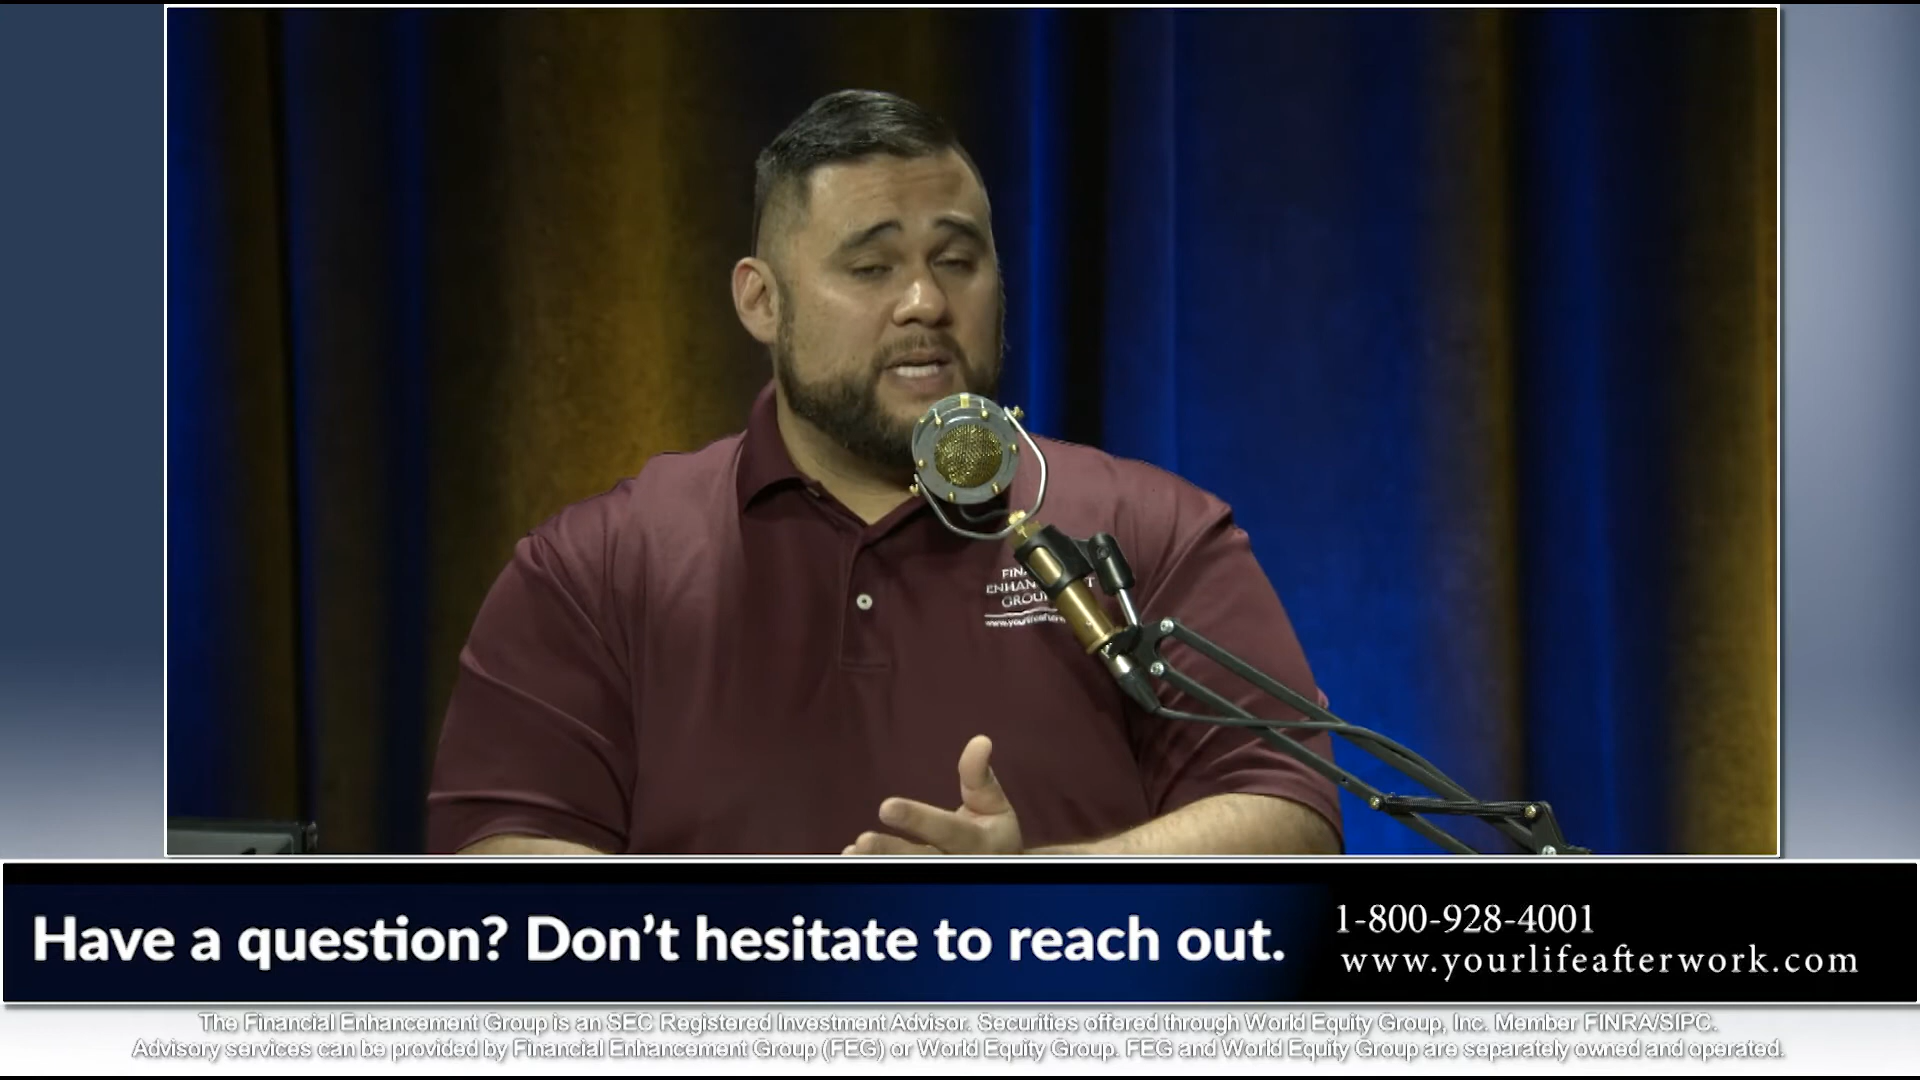 ENHAN
GROU
Have a question? Don't hesitate to reach out.
1-800-928-4001
www.yourlifeafterwork.com
The Financial Enhancement Group is an SEC Registered Investment Advisor. Securities offered through World Equity Group, Inc. Member FINRA/SIPC.
Advisory services can be provided by Financial Enhancement Group (FEG) or World Equity Group. FEG and World Equity Group are separately owned and operated.